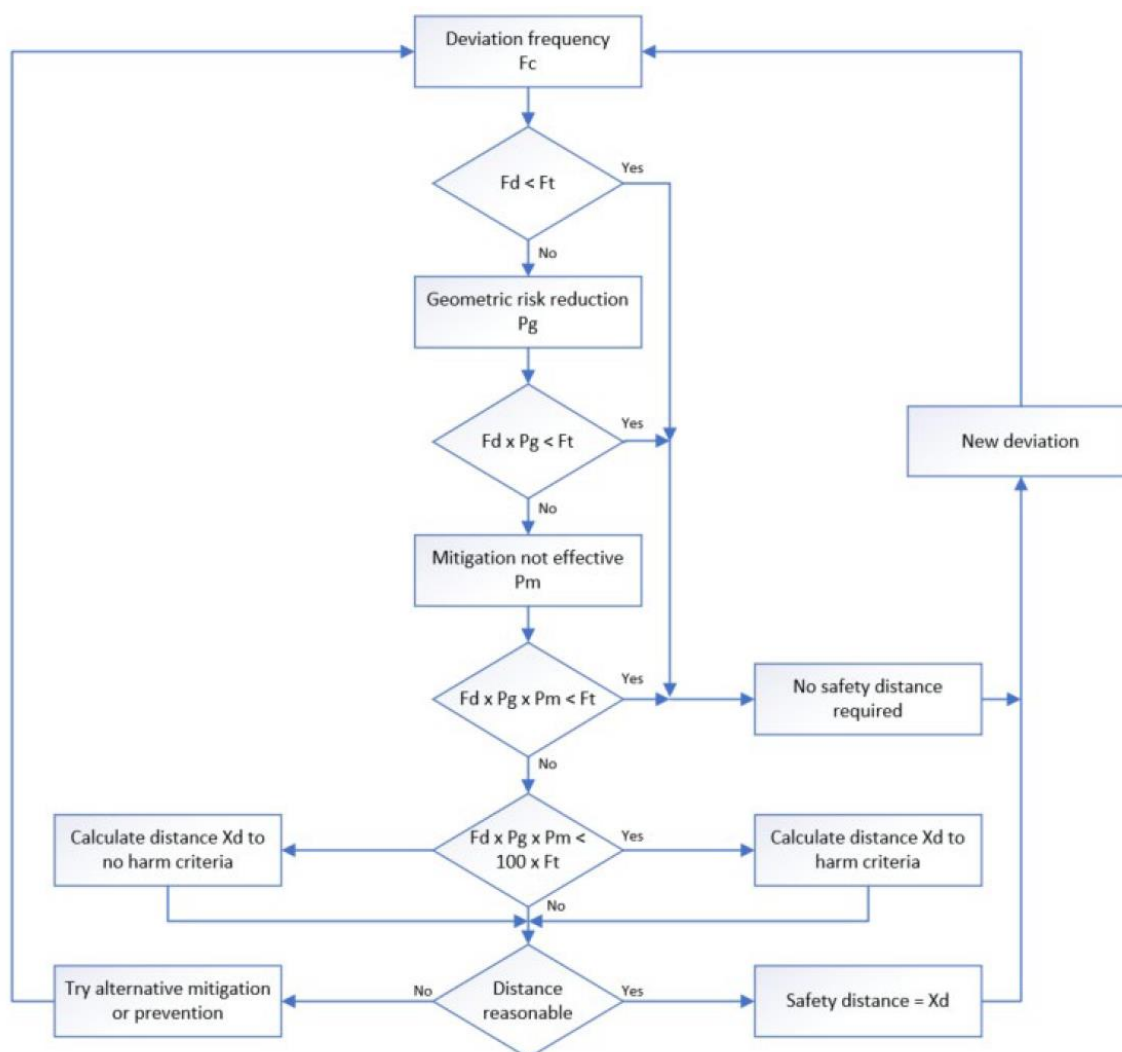 Deviation frequency
Fc
Fd < Ft
Yes
No
Geometric risk reduction
Pg
Fd x Pg < Ft
Yes
No
New deviation
Mitigation not effective
Pm
Fd x Pg x Pm < Ft
Yes
No
No safety distance
required
Calculate distance Xd to
no harm criteria
Fd x Pg x Pm <
100 x Ft
Yes
No
Calculate distance Xd to
harm criteria
Try alternative mitigation
or prevention
No
Distance
reasonable
Yes
Safety distance = Xd